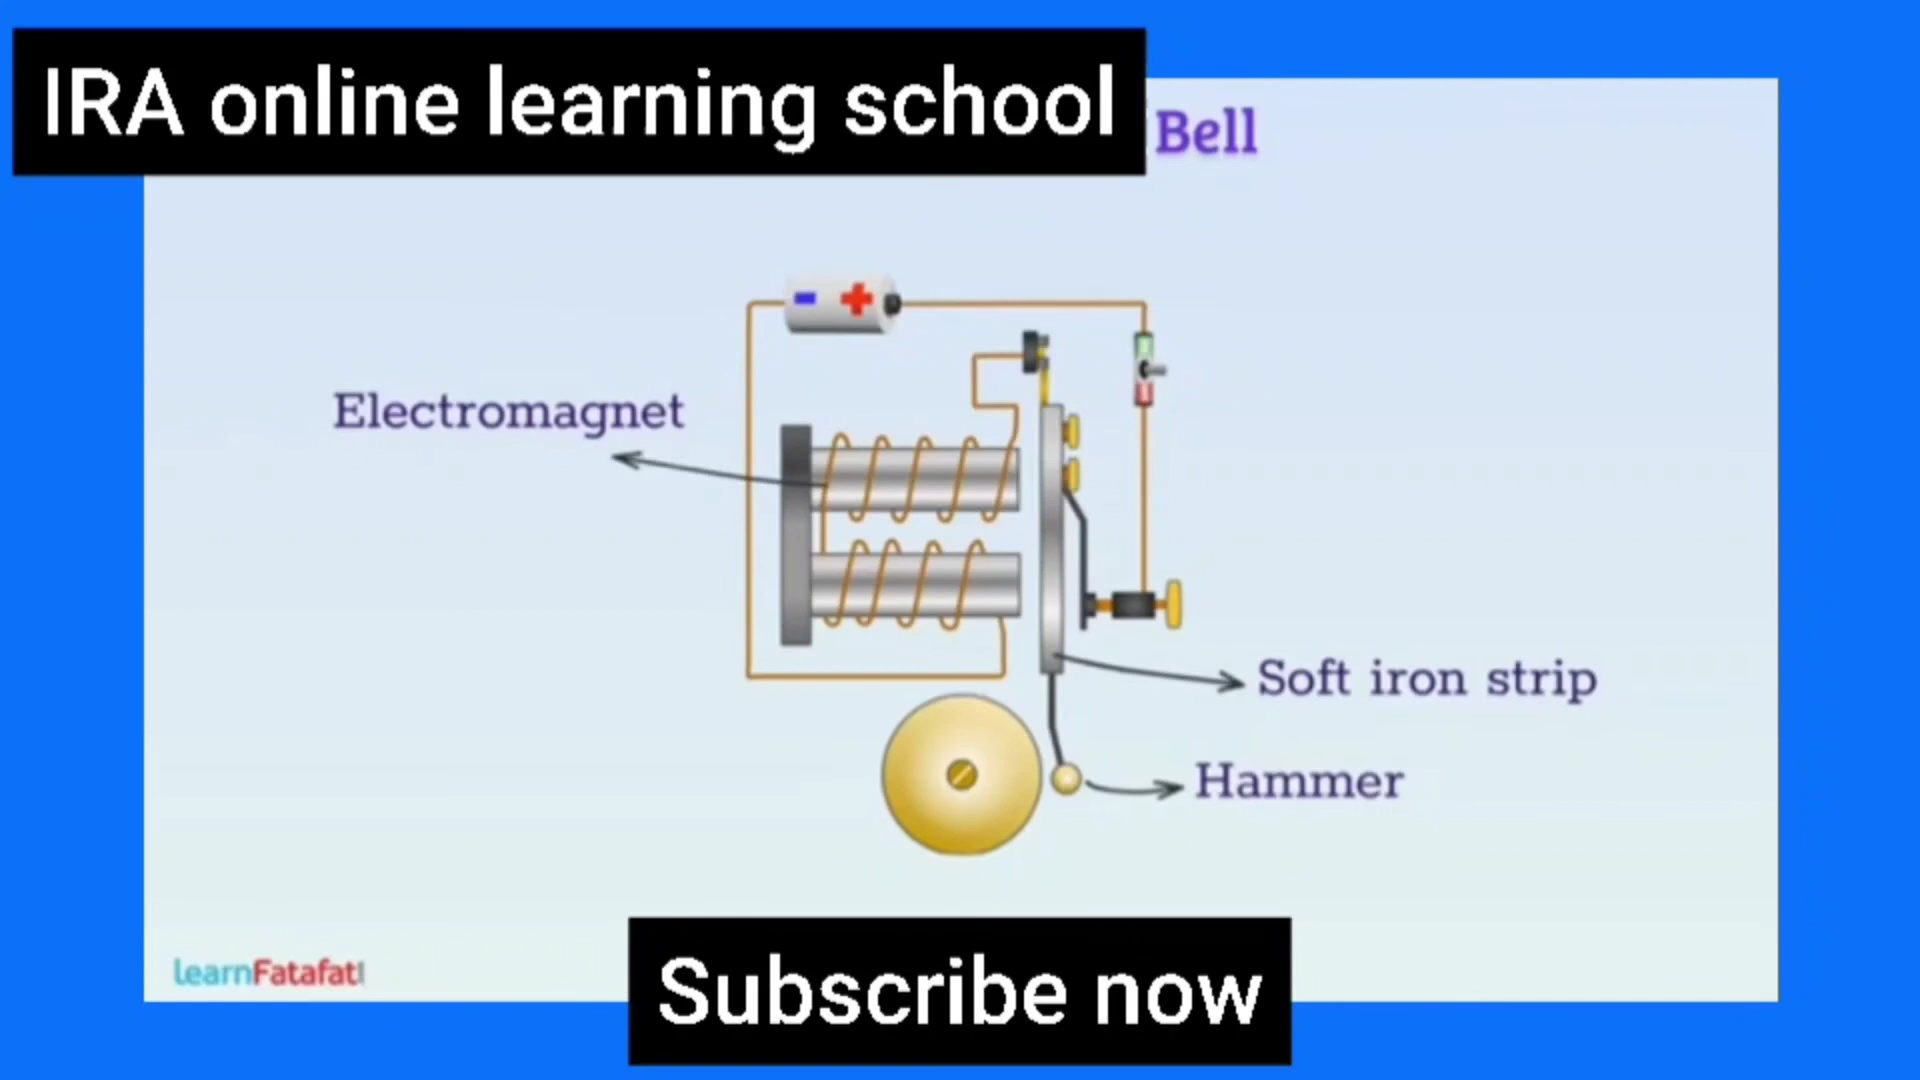 IRA online learning school
Bell
- +
Electromagnet
Soft iron strip
Hammer
learnFatafat
Subscribe now